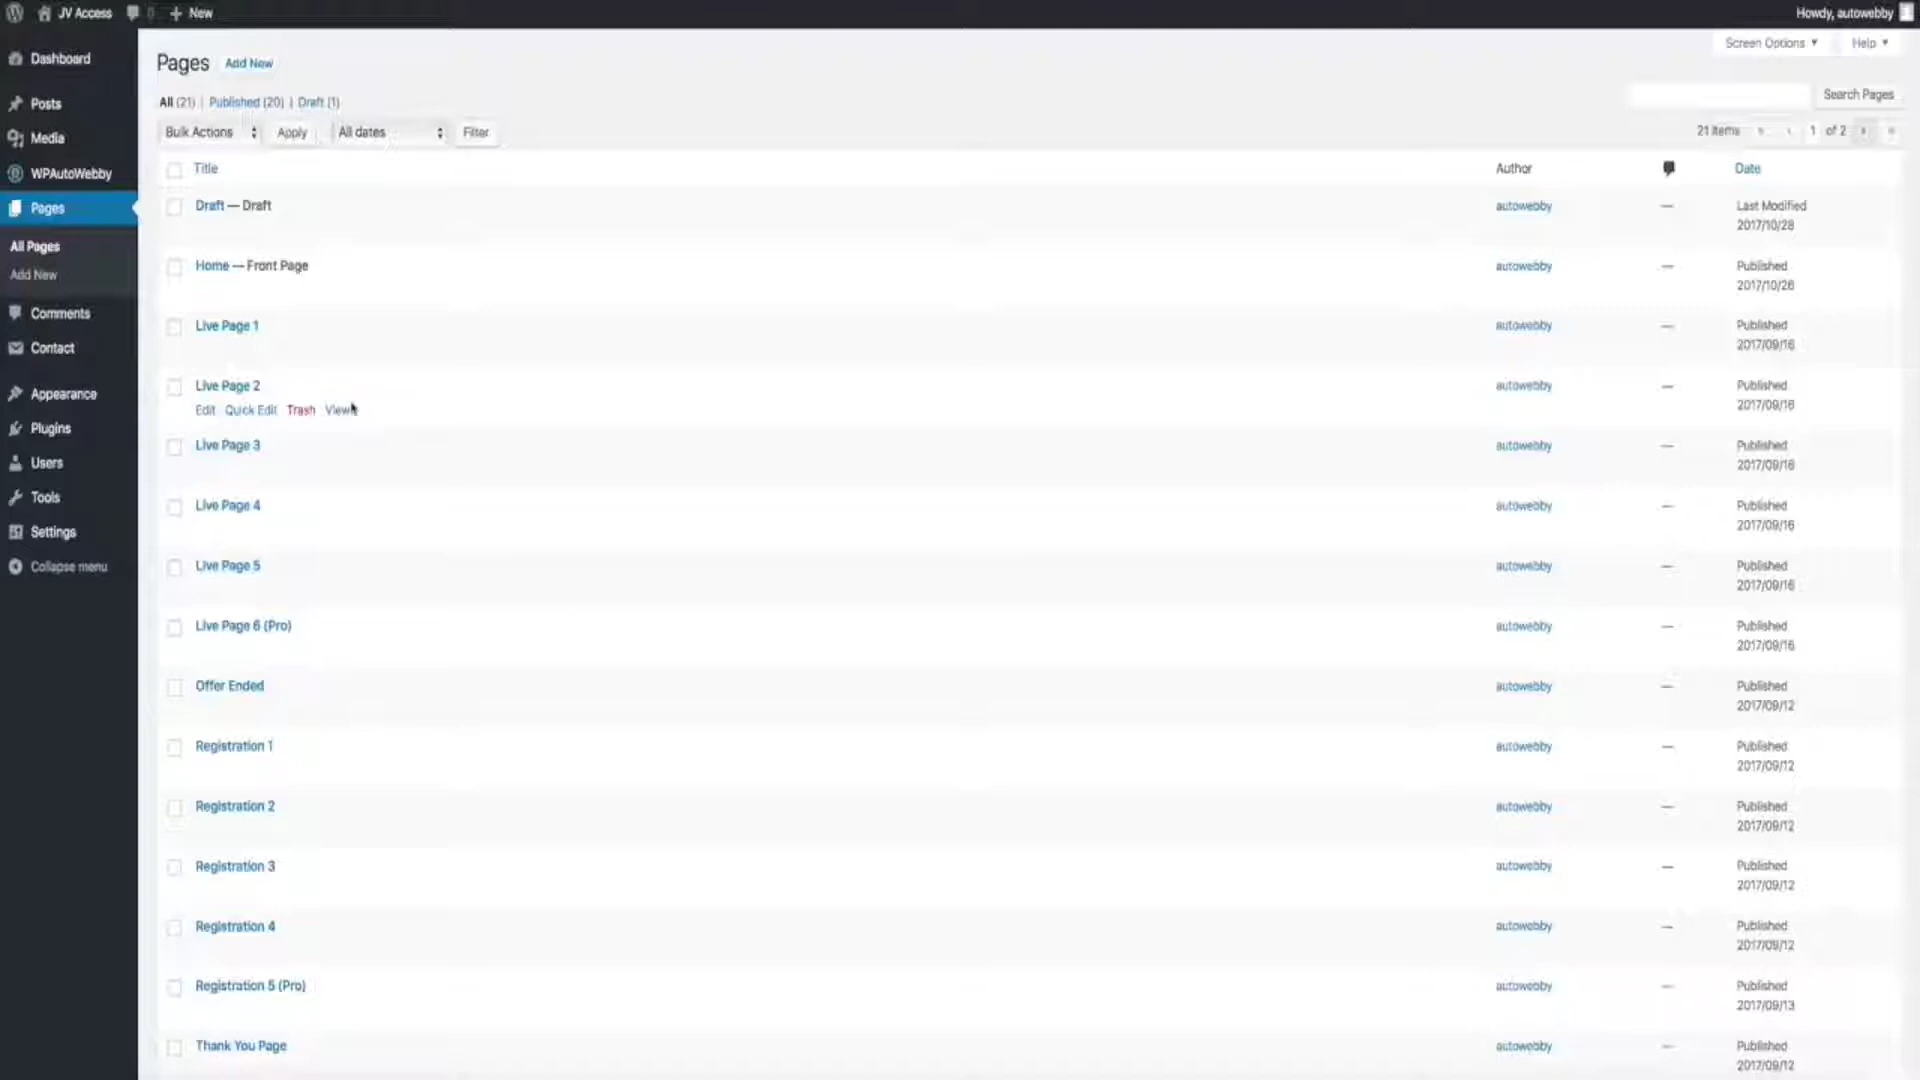 JV Access 0 + New
Howdy, autowebby
Screen Options Help
Dashboard
Posts
Media
WPAutoWebby
Pages
All Pages
Add New
Comments
Contact
Appearance
Plugins
Users
Tools
Settings
Collapse menu
Pages Add New
All (21) | Published (20) | Draft (1)
Search Pages
Bulk Actions Apply All dates Filter
21 items « ‹ 1 of 2 › »
Title Author Date
Draft — Draft autowebby — Last Modified
2017/10/28
Home — Front Page autowebby — Published
2017/10/26
Live Page 1 autowebby — Published
2017/09/16
Live Page 2 autowebby — Published
2017/09/16
Edit Quick Edit Trash View
Live Page 3 autowebby — Published
2017/09/16
Live Page 4 autowebby — Published
2017/09/16
Live Page 5 autowebby — Published
2017/09/16
Live Page 6 (Pro) autowebby — Published
2017/09/16
Offer Ended autowebby — Published
2017/09/12
Registration 1 autowebby — Published
2017/09/12
Registration 2 autowebby — Published
2017/09/12
Registration 3 autowebby — Published
2017/09/12
Registration 4 autowebby — Published
2017/09/12
Registration 5 (Pro) autowebby — Published
2017/09/13
Thank You Page autowebby — Published
2017/09/12